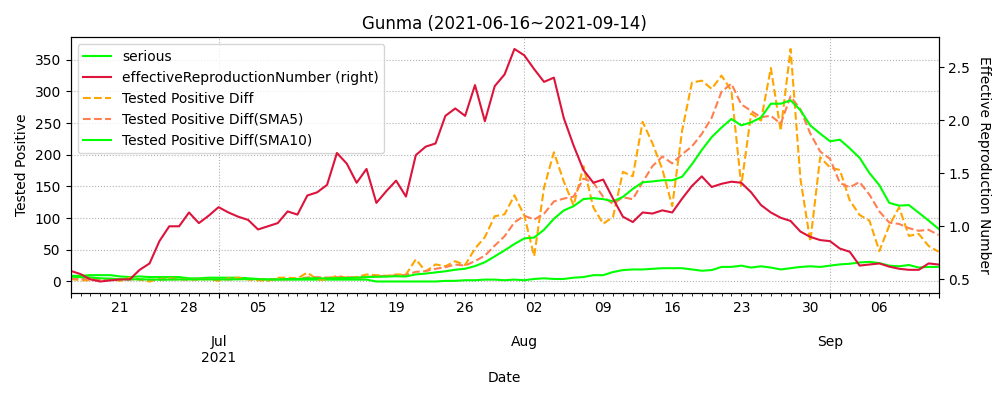 Gunma (2021-06-16~2021-09-14)
serious
effectiveReproductionNumber (right)
Tested Positive Diff
Tested Positive Diff(SMA5)
Tested Positive Diff(SMA10)
Tested Positive
350
300
250
200
150
100
50
0
2.5
2.0
1.5
1.0
0.5
Effective Reproduction Number
21 28 05 12 19 26 02 09 16 23 30 06
Jul Aug Sep
2021
Date